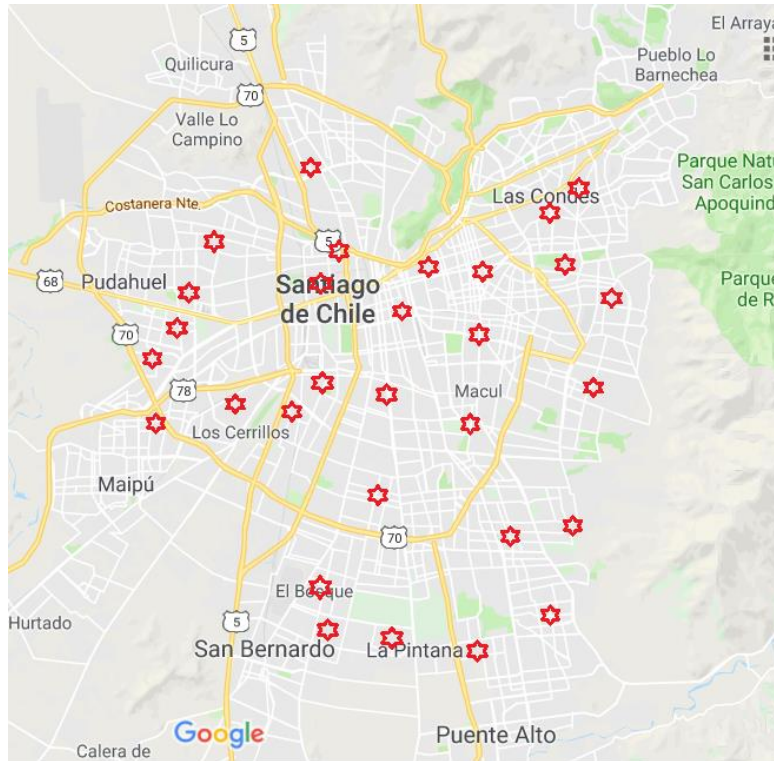 El Array
5
Quilicura
Pueblo Lo
Barnechea
70
Valle Lo
Campino
Parque Nat
San Carlos
Apoquind
Las Condes
Costanera Nte.
5
68
Pudahuel
Santiago
de Chile
Parque
de R
70
78
Macul
Los Cerrillos
Maipú
70
El Bosque
Hurtado
5
San Bernardo
La Pintana
Google
Puente Alto
Calera de